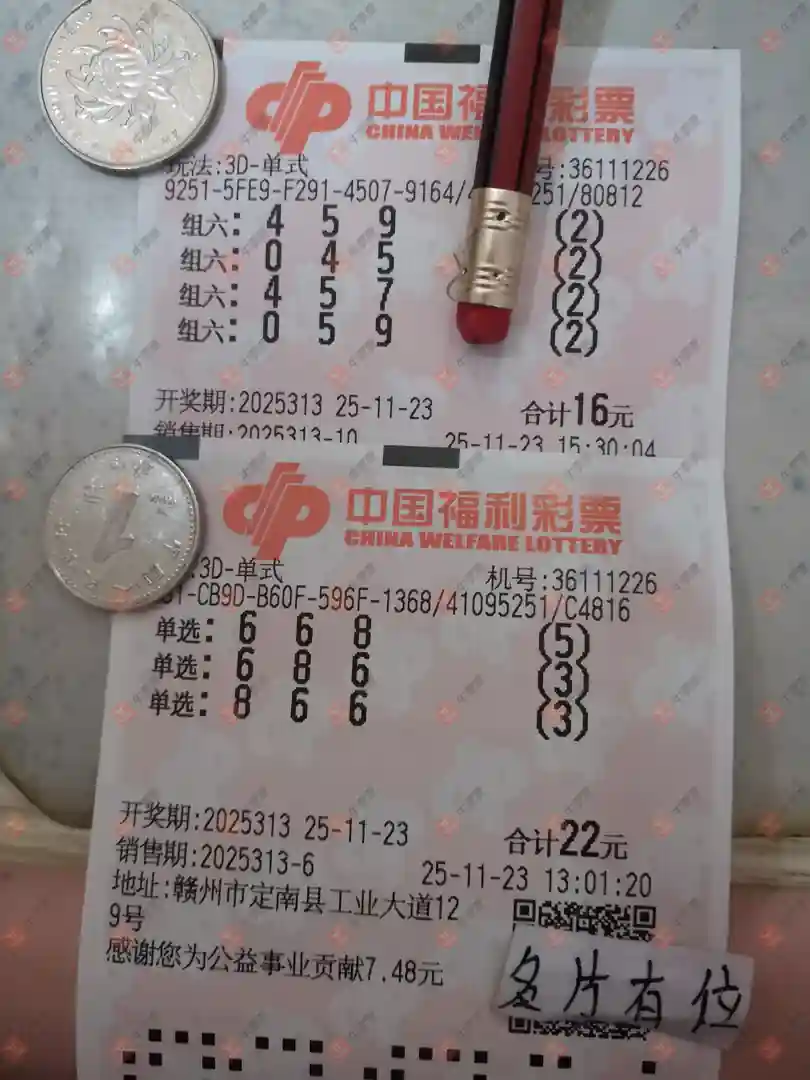 中国福 彩票
CHINA WEL LOTTERY
玩法:3D-单式 号:36111226
9251-5FE9-F291-4507-9164/ 251/80812
组六: 4 5 9 (2)
组六: 0 4 5 (2)
组六: 4 5 7 (2)
组六: 0 5 9 (2)
开奖期:2025313 25-11-23 合计16元
销售期:2025313-10 25-11-23 15:30:04
中国福利彩票
CHINA WELFARE LOTTERY
:3D-单式 机号:36111226
-CB9D-B60F-596F-1368/41095251/C4816
单选: 6 6 8 (5)
单选: 6 8 6 (3)
单选: 8 6 6 (3)
开奖期:2025313 25-11-23 合计22元
销售期:2025313-6 25-11-23 13:01:20
地址:赣州市定南县工业大道12
9号
感谢您为公益事业贡献7.48元
片有位